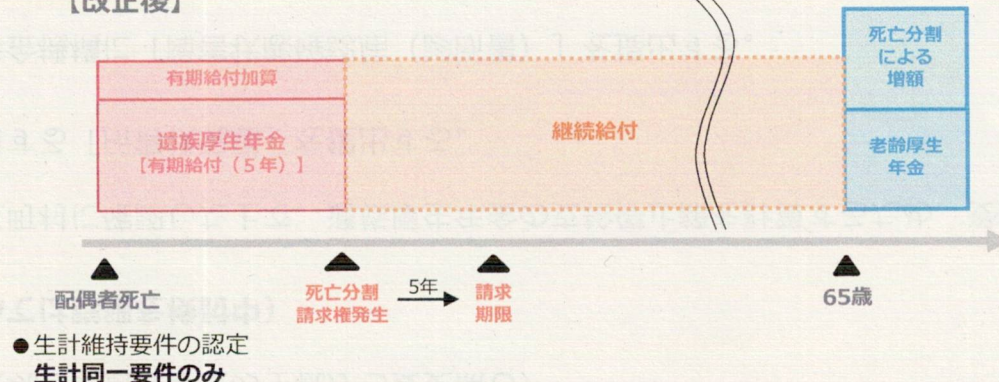 【改正後】
有期給付加算
遺族厚生年金
【有期給付（５年）】
継続給付
死亡分割
による
増額
老齢厚生
年金
配偶者死亡
死亡分割
請求権発生
5年
請求
期限
65歳
●生計維持要件の認定
生計同一要件のみ